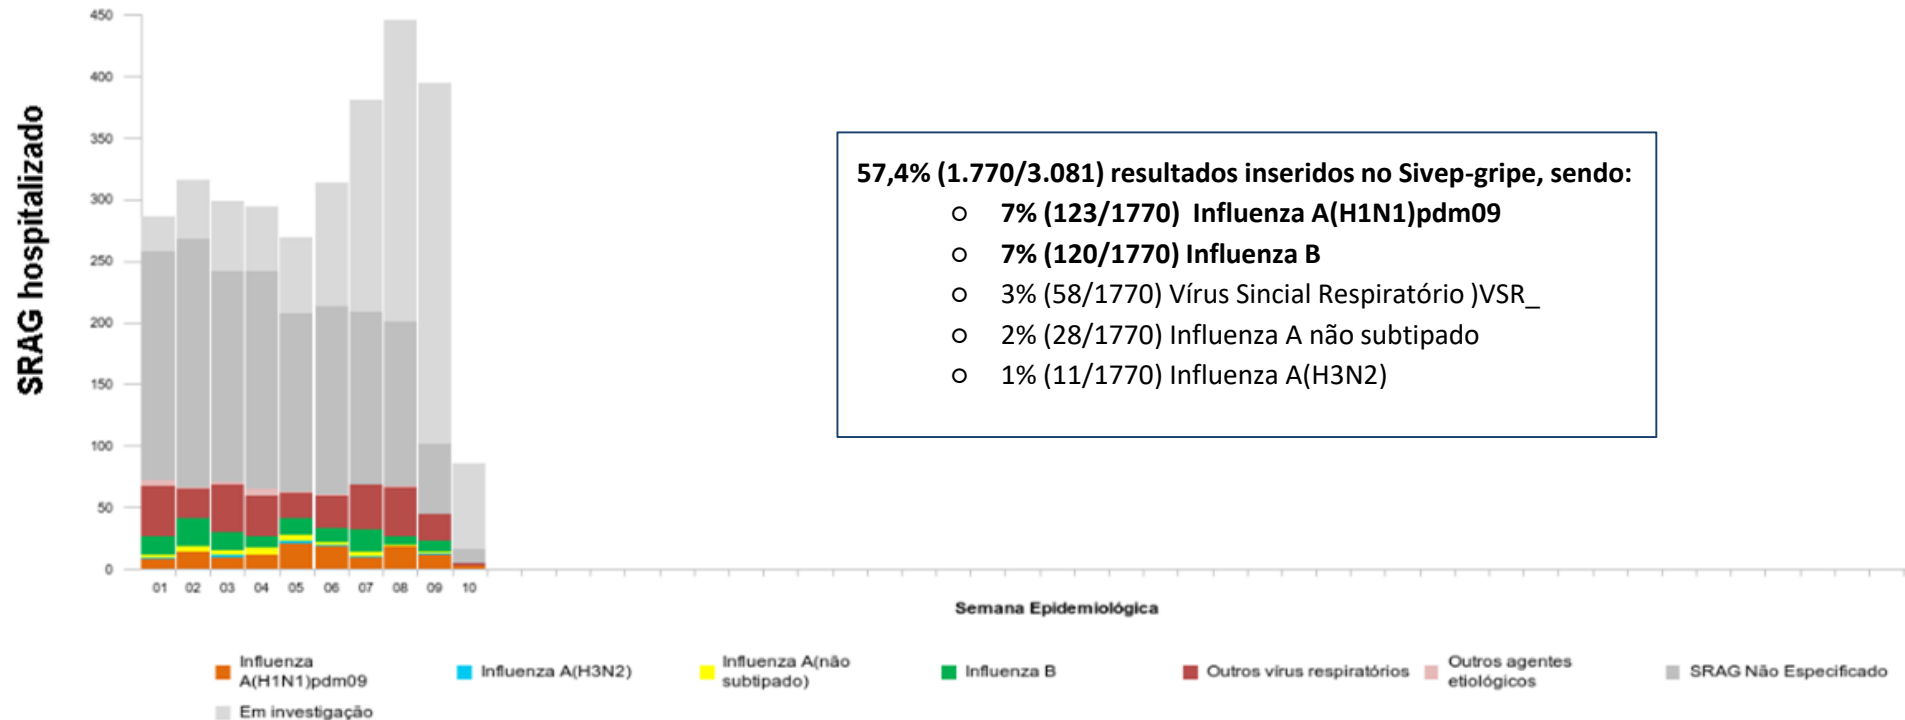 450
400
350
300
250
200
150
100
50
0
SRAG hospitalizado
57,4% (1.770/3.081) resultados inseridos no Sivep-gripe, sendo:
o 7% (123/1770) Influenza A(H1N1)pdm09
o 7% (120/1770) Influenza B
o 3% (58/1770) Vírus Sincial Respiratório )VSR_
o 2% (28/1770) Influenza A não subtipado
o 1% (11/1770) Influenza A(H3N2)
01 02 03 04 05 06 07 08 09 10
Semana Epidemiológica
Influenza
A(H1N1)pdm09
Influenza A(H3N2)
Influenza A(não
subtipado)
Influenza B
Outros vírus respiratórios
Outros agentes
etiológicos
SRAG Não Especificado
Em investigação